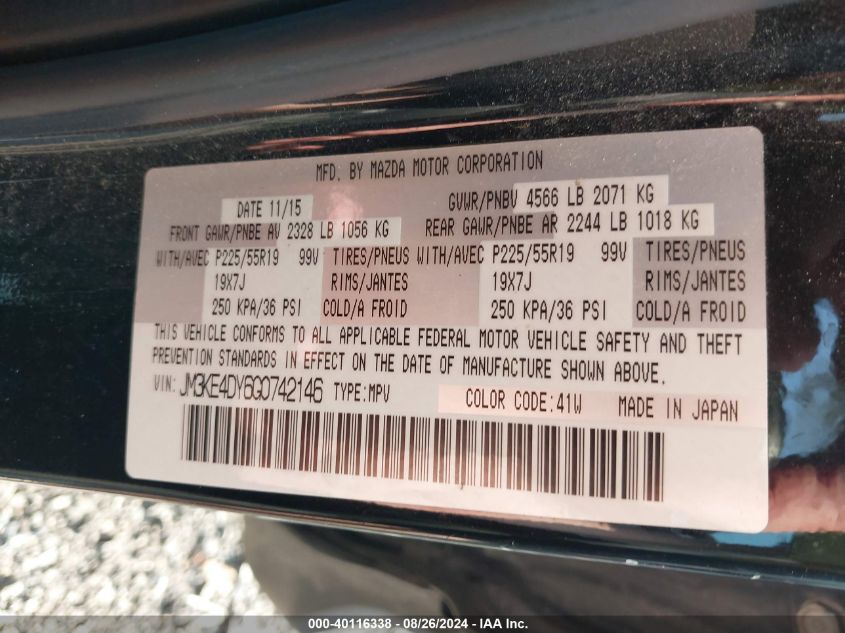 MFD. BY MAZDA MOTOR CORPORATION
DATE 11/15 GVWR/PNBV 4566 LB 2071 KG
FRONT GAWR/PNBE AV 2328 LB 1056 KG REAR GAWR/PNBE AR 2244 LB 1018 KG
WITH/AVEC P225/55R19 99V TIRES/PNEUS WITH/AVEC P225/55R19 99V TIRES/PNEUS
19X7J RIMS/JANTES 19X7J RIMS/JANTES
250 KPA/36 PSI COLD/A FROID 250 KPA/36 PSI COLD/A FROID
THIS VEHICLE CONFORMS TO ALL APPLICABLE FEDERAL MOTOR VEHICLE SAFETY AND THEFT
PREVENTION STANDARDS IN EFFECT ON THE DATE OF MANUFACTURE SHOWN ABOVE.
VIN: JM3KE4DY6G0742146 TYPE:MPV COLOR CODE:41W MADE IN JAPAN
000-40116338 - 08/26/2024 - IAA Inc.